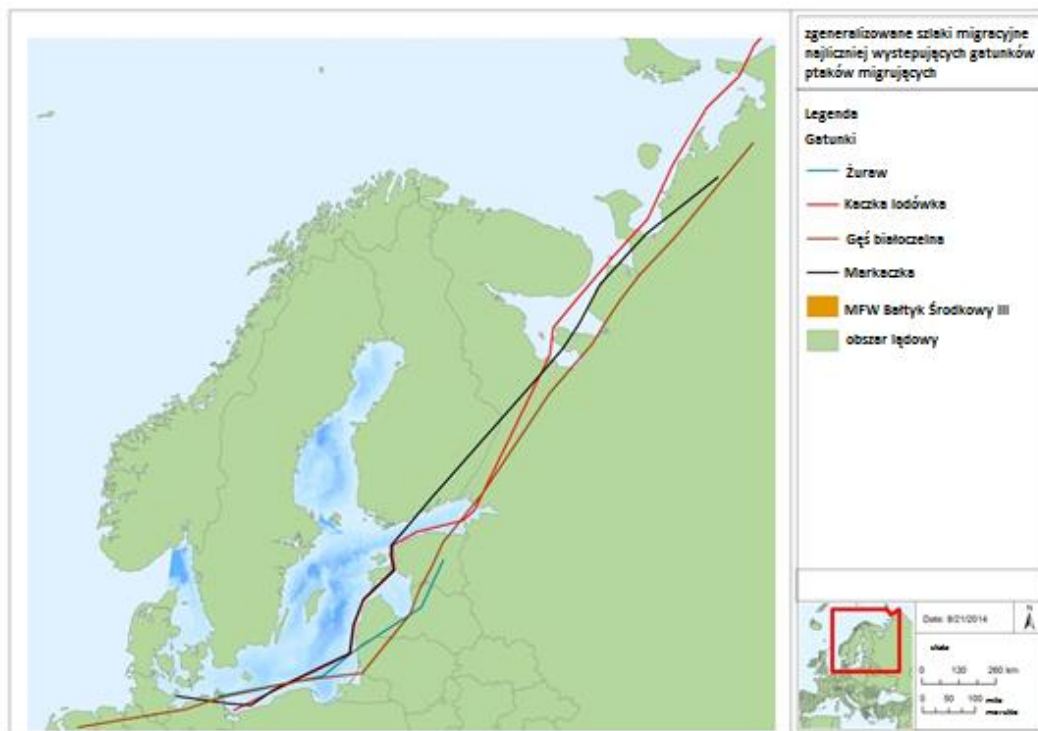 zgeneralizowane szlaki migracyjne
najliczniej wystepujących gatunków
ptaków migrujących
Legenda
Gatunki
Żuraw
Kaczka lodówka
Gęś białoczelna
Markaczka
MFW Bałtyk Środkowy III
obszar lądowy
Date: 8/21/2014
N
0 130 260 km
0 50 100 mile